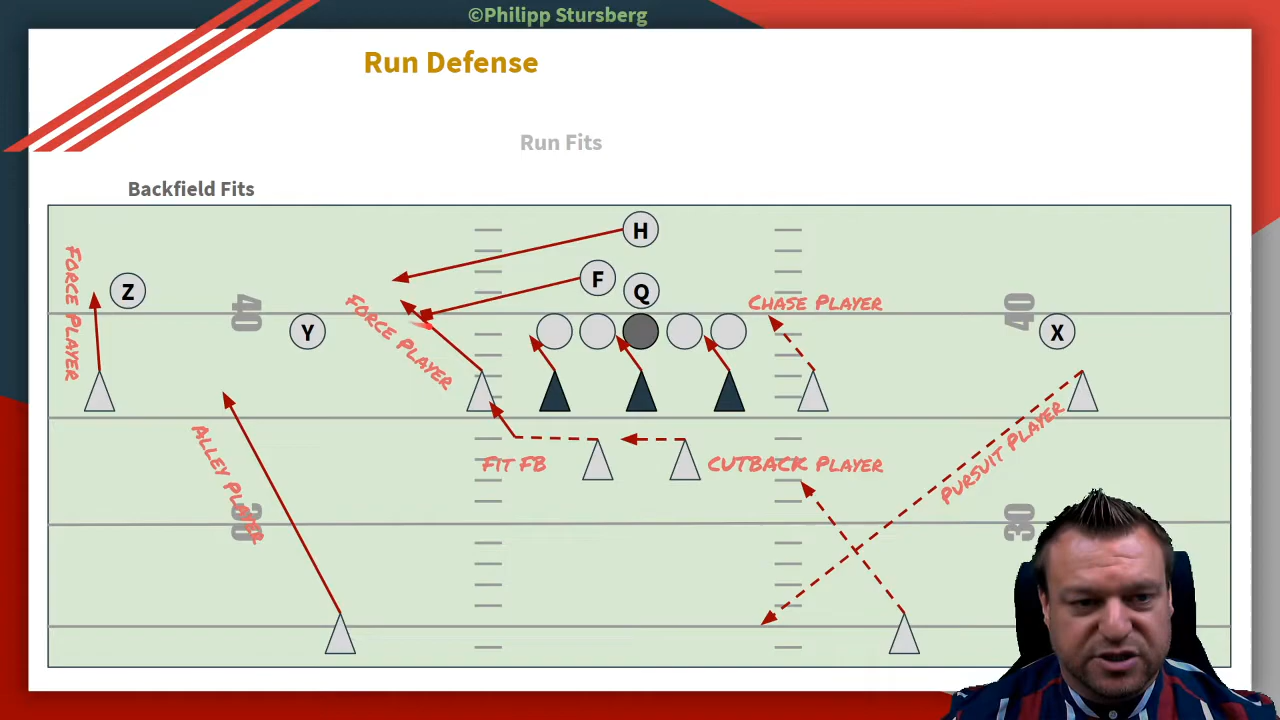 ©Philipp Stursberg
Run Defense
Run Fits
Backfield Fits
H
F
Q
Z
Y
X
40
40
Force Player
Force Player
Chase Player
Alley Player
Fit FB
Cutback Player
Pursuit Player
30
30